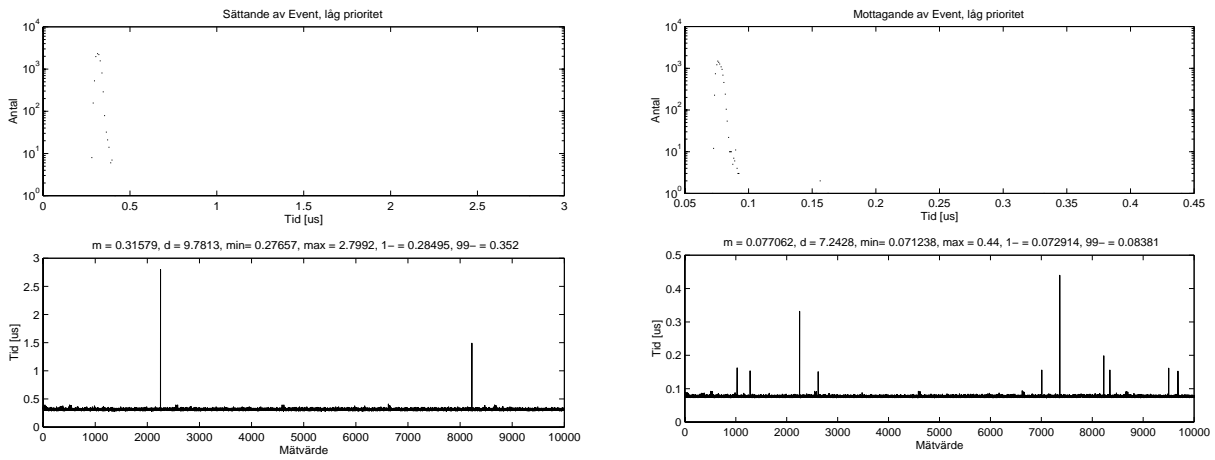 Sättande av Event, låg prioritet
10^4
10^3
10^2
10^1
10^0
Antal
0 0.5 1 1.5 2 2.5 3
Tid [us]
m = 0.31579, d = 9.7813, min= 0.27657, max = 2.7992, 1− = 0.28495, 99− = 0.352
3
2.5
2
1.5
1
0.5
0
Tid [us]
0 1000 2000 3000 4000 5000 6000 7000 8000 9000 10000
Mätvärde
Mottagande av Event, låg prioritet
10^4
10^3
10^2
10^1
10^0
Antal
0.05 0.1 0.15 0.2 0.25 0.3 0.35 0.4 0.45
Tid [us]
m = 0.077062, d = 7.2428, min= 0.071238, max = 0.44, 1− = 0.072914, 99− = 0.08381
0.5
0.4
0.3
0.2
0.1
0
Tid [us]
0 1000 2000 3000 4000 5000 6000 7000 8000 9000 10000
Mätvärde